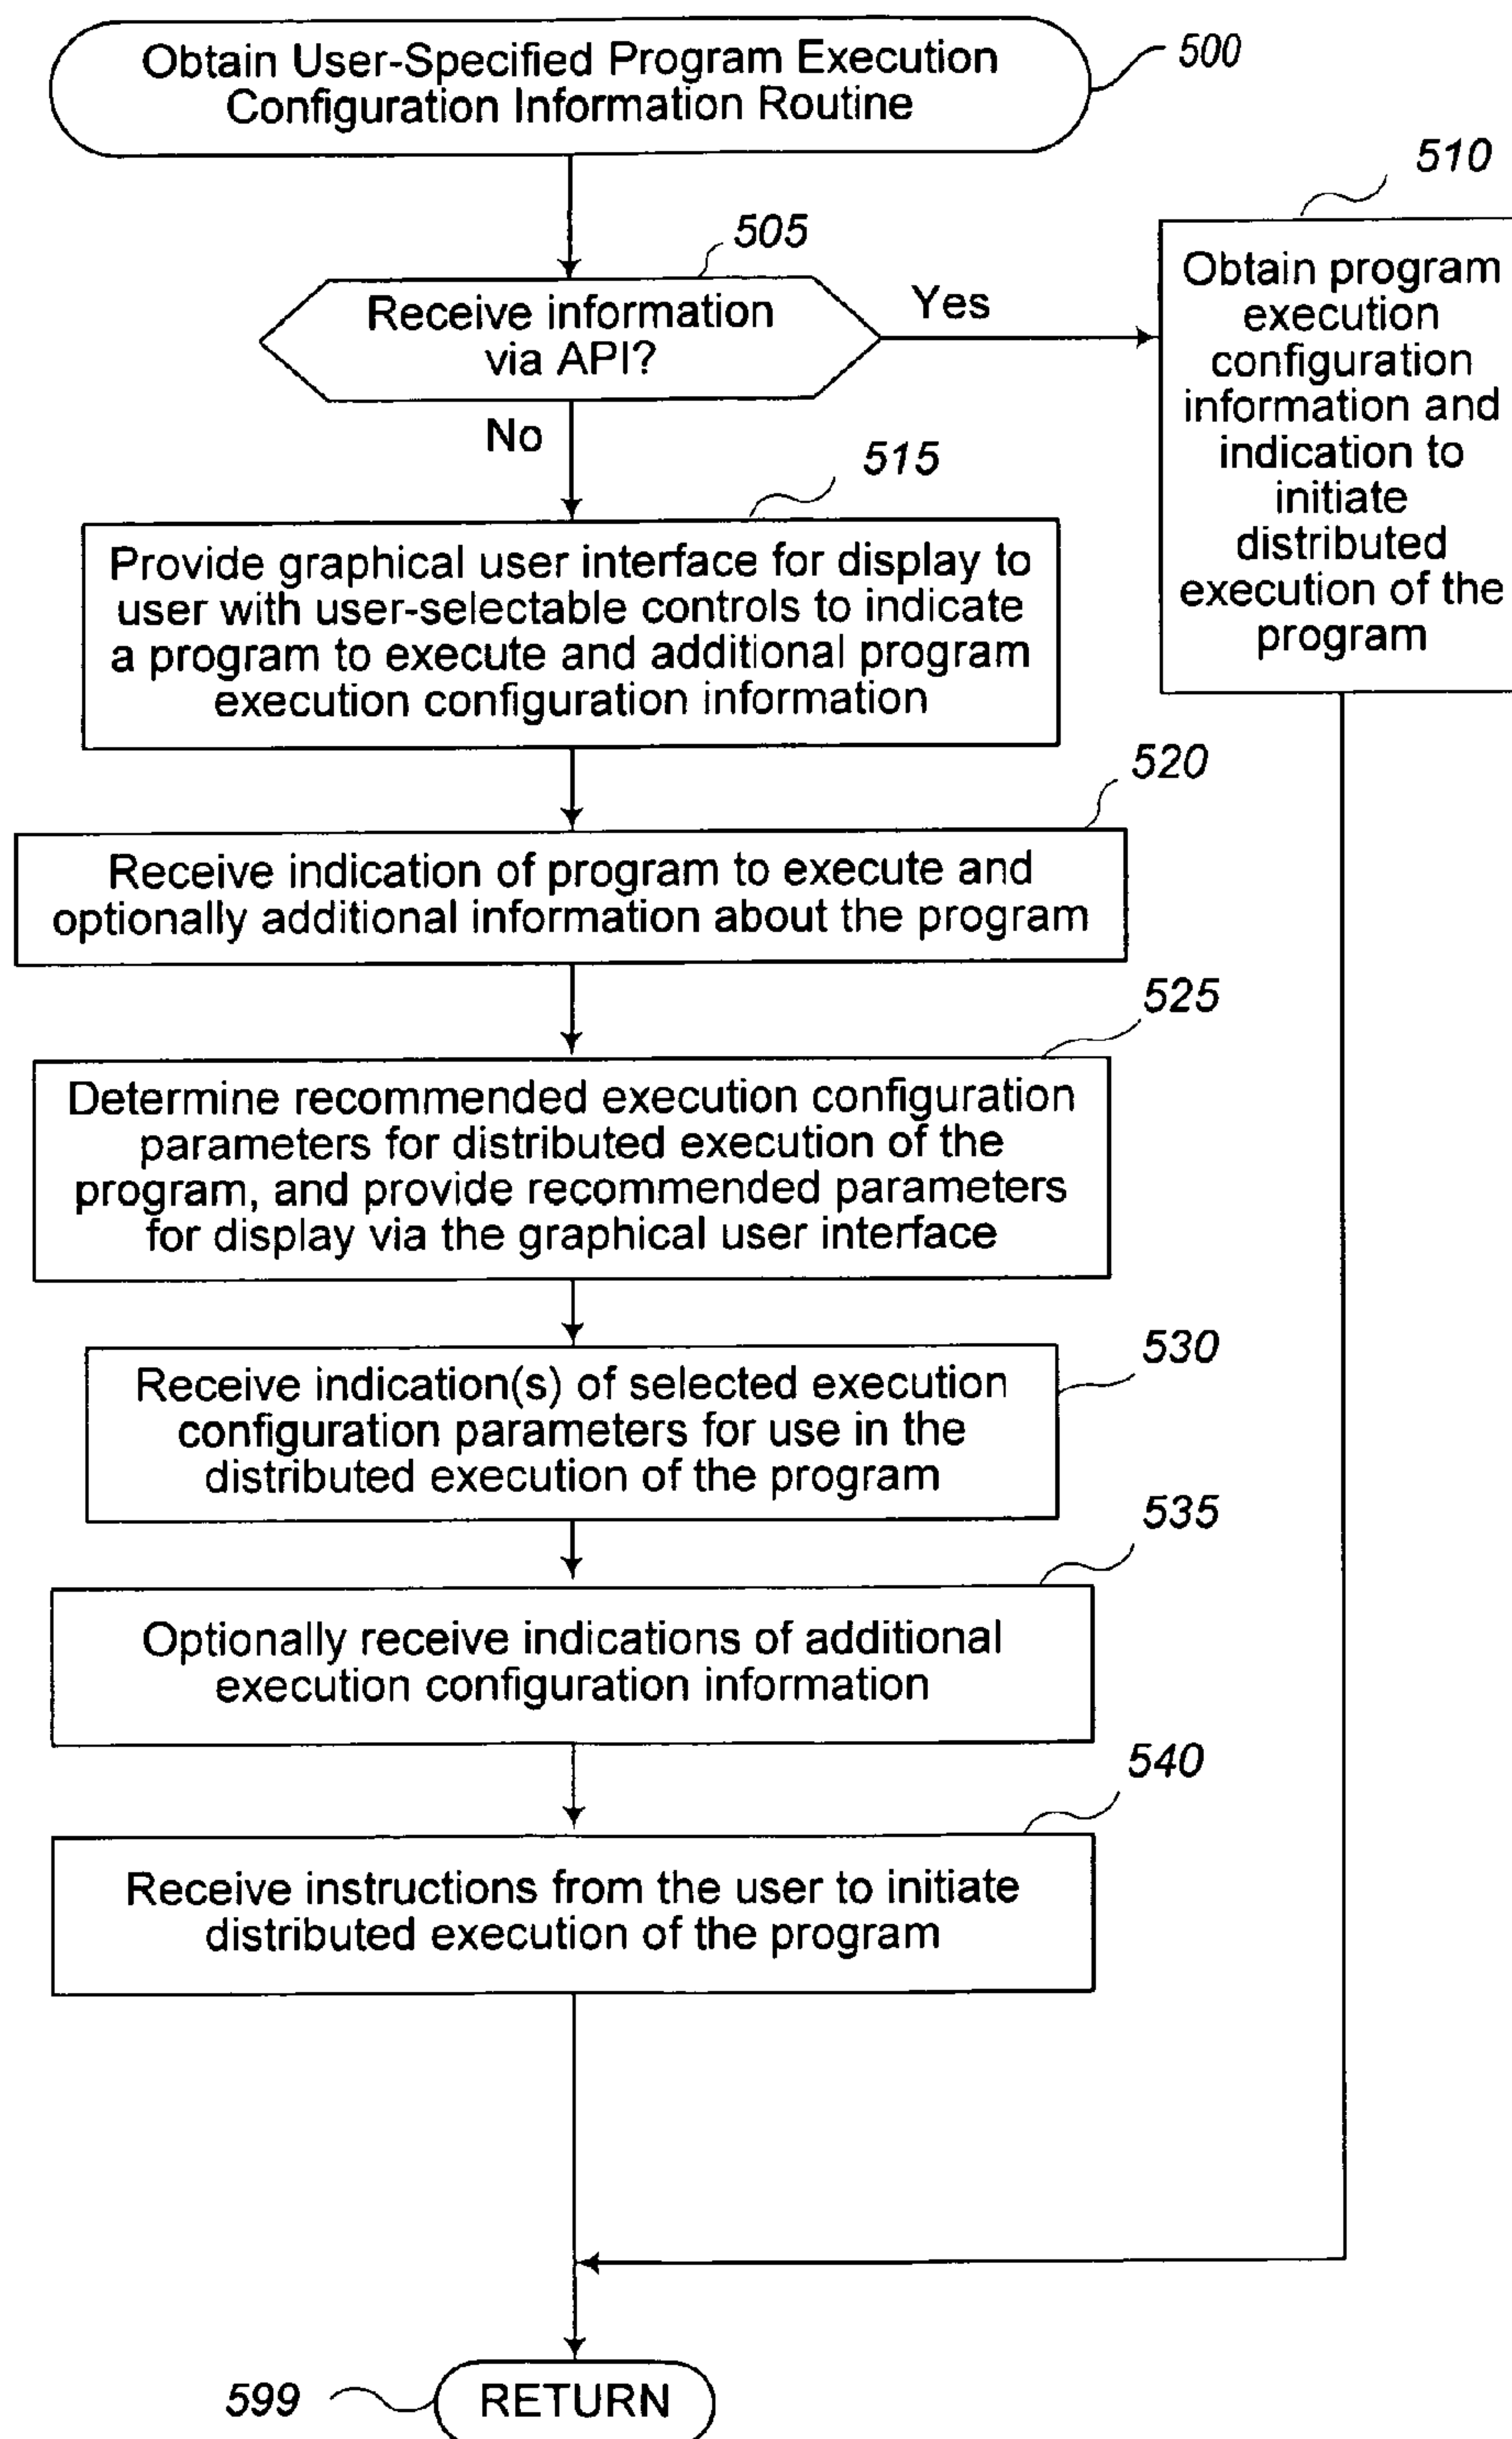 Obtain User-Specified Program Execution
Configuration Information Routine
500
505
Receive information
via API?
Yes
No
510
Obtain program
execution
configuration
information and
indication to
initiate
distributed
execution of the
program
515
Provide graphical user interface for display to
user with user-selectable controls to indicate
a program to execute and additional program
execution configuration information
520
Receive indication of program to execute and
optionally additional information about the program
525
Determine recommended execution configuration
parameters for distributed execution of the
program, and provide recommended parameters
for display via the graphical user interface
530
Receive indication(s) of selected execution
configuration parameters for use in the
distributed execution of the program
535
Optionally receive indications of additional
execution configuration information
540
Receive instructions from the user to initiate
distributed execution of the program
599
RETURN